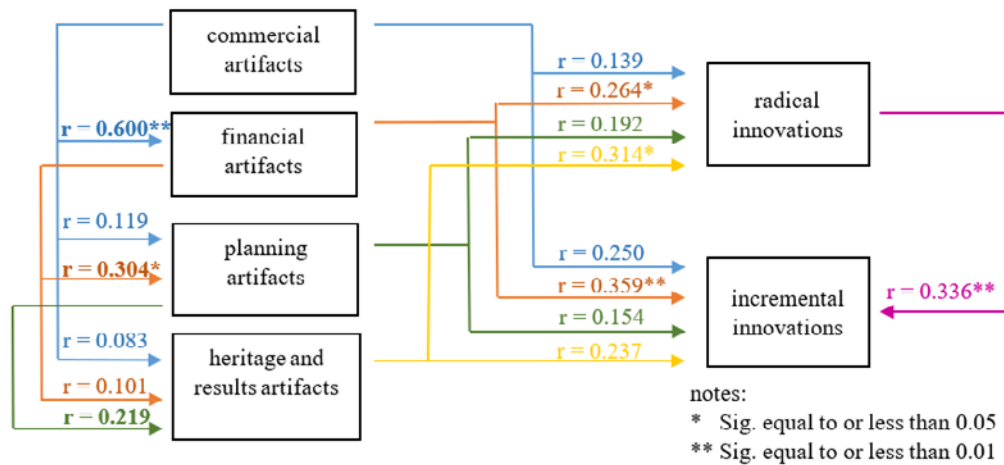 commercial
artifacts
r = 0.600**
financial
artifacts
r = 0.119
r = 0.304*
planning
artifacts
r = 0.083
r = 0.101
r = 0.219
heritage and
results artifacts
r = 0.139
r = 0.264*
r = 0.192
r = 0.314*
radical
innovations
r = 0.250
r = 0.359**
r = 0.154
r = 0.237
incremental
innovations
r = 0.336**
notes:
* Sig. equal to or less than 0.05
** Sig. equal to or less than 0.01